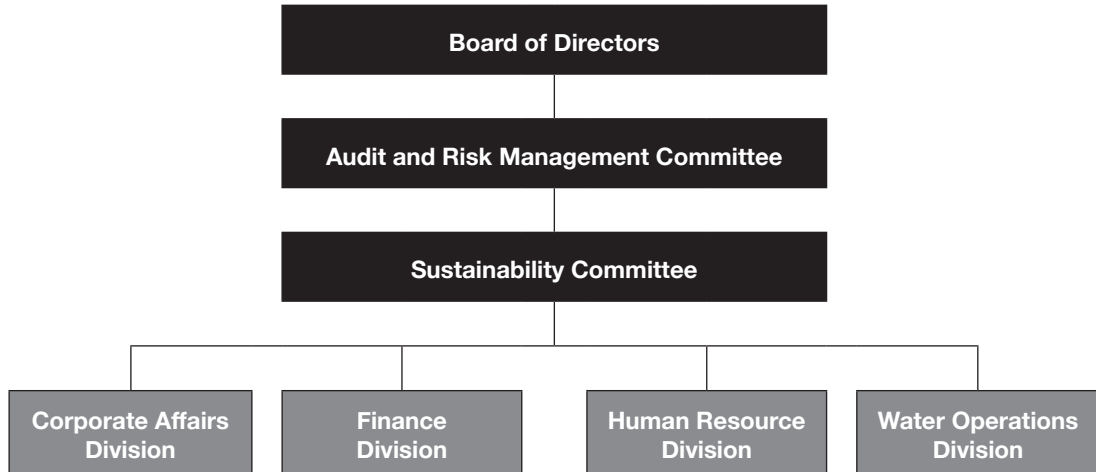 Board of Directors
Audit and Risk Management Committee
Sustainability Committee
Corporate Affairs
Division
Finance
Division
Human Resource
Division
Water Operations
Division